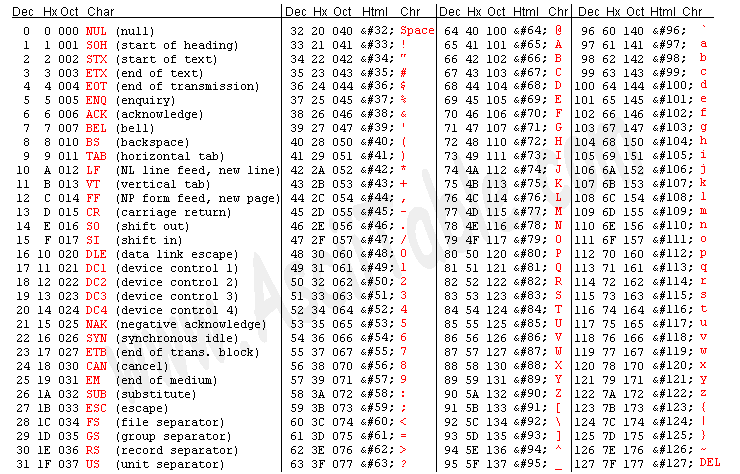 Dec Hx Oct Char Dec Hx Oct Html Chr Dec Hx Oct Html Chr Dec Hx Oct Html Chr
0 0 000 NUL (null) 32 20 040 &#32; Space 64 40 100 &#64; @ 96 60 140 &#96; `
1 1 001 SOH (start of heading) 33 21 041 &#33; ! 65 41 101 &#65; A 97 61 141 &#97; a
2 2 002 STX (start of text) 34 22 042 &#34; " 66 42 102 &#66; B 98 62 142 &#98; b
3 3 003 ETX (end of text) 35 23 043 &#35; # 67 43 103 &#67; C 99 63 143 &#99; c
4 4 004 EOT (end of transmission) 36 24 044 &#36; $ 68 44 104 &#68; D 100 64 144 &#100; d
5 5 005 ENQ (enquiry) 37 25 045 &#37; % 69 45 105 &#69; E 101 65 145 &#101; e
6 6 006 ACK (acknowledge) 38 26 046 &#38; & 70 46 106 &#70; F 102 66 146 &#102; f
7 7 007 BEL (bell) 39 27 047 &#39; ' 71 47 107 &#71; G 103 67 147 &#103; g
8 8 010 BS (backspace) 40 28 050 &#40; ( 72 48 110 &#72; H 104 68 150 &#104; h
9 9 011 TAB (horizontal tab) 41 29 051 &#41; ) 73 49 111 &#73; I 105 69 151 &#105; i
10 A 012 LF (NL line feed, new line) 42 2A 052 &#42; * 74 4A 112 &#74; J 106 6A 152 &#106; j
11 B 013 VT (vertical tab) 43 2B 053 &#43; + 75 4B 113 &#75; K 107 6B 153 &#107; k
12 C 014 FF (NP form feed, new page) 44 2C 054 &#44; , 76 4C 114 &#76; L 108 6C 154 &#108; l
13 D 015 CR (carriage return) 45 2D 055 &#45; - 77 4D 115 &#77; M 109 6D 155 &#109; m
14 E 016 SO (shift out) 46 2E 056 &#46; . 78 4E 116 &#78; N 110 6E 156 &#110; n
15 F 017 SI (shift in) 47 2F 057 &#47; / 79 4F 117 &#79; O 111 6F 157 &#111; o
16 10 020 DLE (data link escape) 48 30 060 &#48; 0 80 50 120 &#80; P 112 70 160 &#112; p
17 11 021 DC1 (device control 1) 49 31 061 &#49; 1 81 51 121 &#81; Q 113 71 161 &#113; q
18 12 022 DC2 (device control 2) 50 32 062 &#50; 2 82 52 122 &#82; R 114 72 162 &#114; r
19 13 023 DC3 (device control 3) 51 33 063 &#51; 3 83 53 123 &#83; S 115 73 163 &#115; s
20 14 024 DC4 (device control 4) 52 34 064 &#52; 4 84 54 124 &#84; T 116 74 164 &#116; t
21 15 025 NAK (negative acknowledge) 53 35 065 &#53; 5 85 55 125 &#85; U 117 75 165 &#117; u
22 16 026 SYN (synchronous idle) 54 36 066 &#54; 6 86 56 126 &#86; V 118 76 166 &#118; v
23 17 027 ETB (end of trans. block) 55 37 067 &#55; 7 87 57 127 &#87; W 119 77 167 &#119; w
24 18 030 CAN (cancel) 56 38 070 &#56; 8 88 58 130 &#88; X 120 78 170 &#120; x
25 19 031 EM (end of medium) 57 39 071 &#57; 9 89 59 131 &#89; Y 121 79 171 &#121; y
26 1A 032 SUB (substitute) 58 3A 072 &#58; : 90 5A 132 &#90; Z 122 7A 172 &#122; z
27 1B 033 ESC (escape) 59 3B 073 &#59; ; 91 5B 133 &#91; [ 123 7B 173 &#123; {
28 1C 034 FS (file separator) 60 3C 074 &#60; < 92 5C 134 &#92; \ 124 7C 174 &#124; |
29 1D 035 GS (group separator) 61 3D 075 &#61; = 93 5D 135 &#93; ] 125 7D 175 &#125; }
30 1E 036 RS (record separator) 62 3E 076 &#62; > 94 5E 136 &#94; ^ 126 7E 176 &#126; ~
31 1F 037 US (unit separator) 63 3F 077 &#63; ? 95 5F 137 &#95; _ 127 7F 177 &#127; DEL